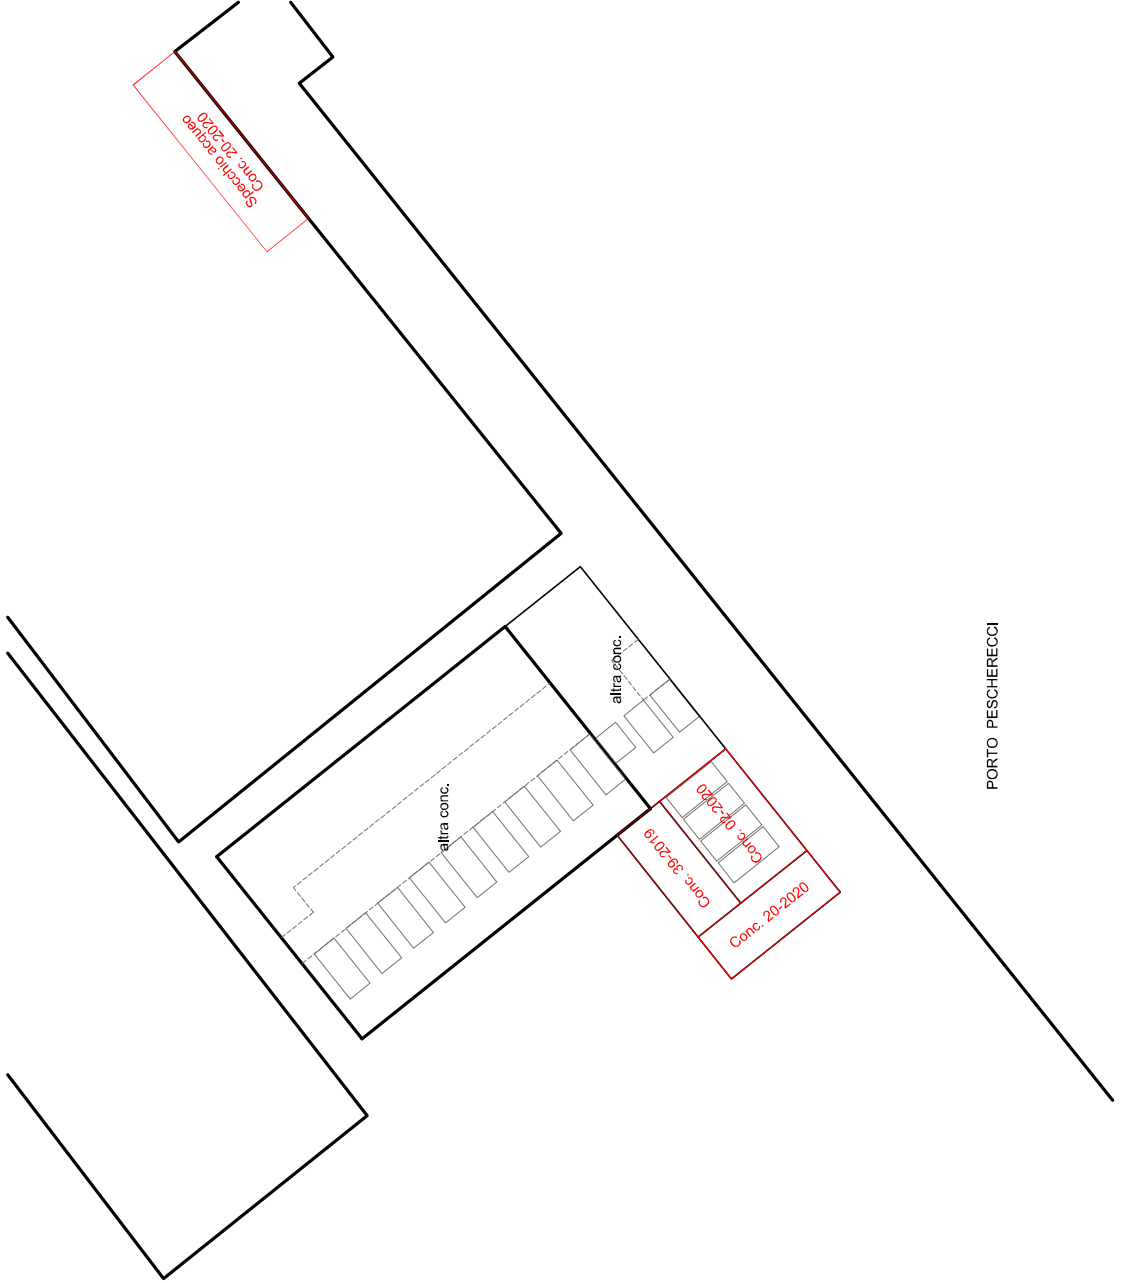 Specchio acqueo
Conc. 20-2020
altra conc.
altra conc.
Conc. 02-2020
Conc. 39-2019
Conc. 20-2020
PORTO PESCHERECCI